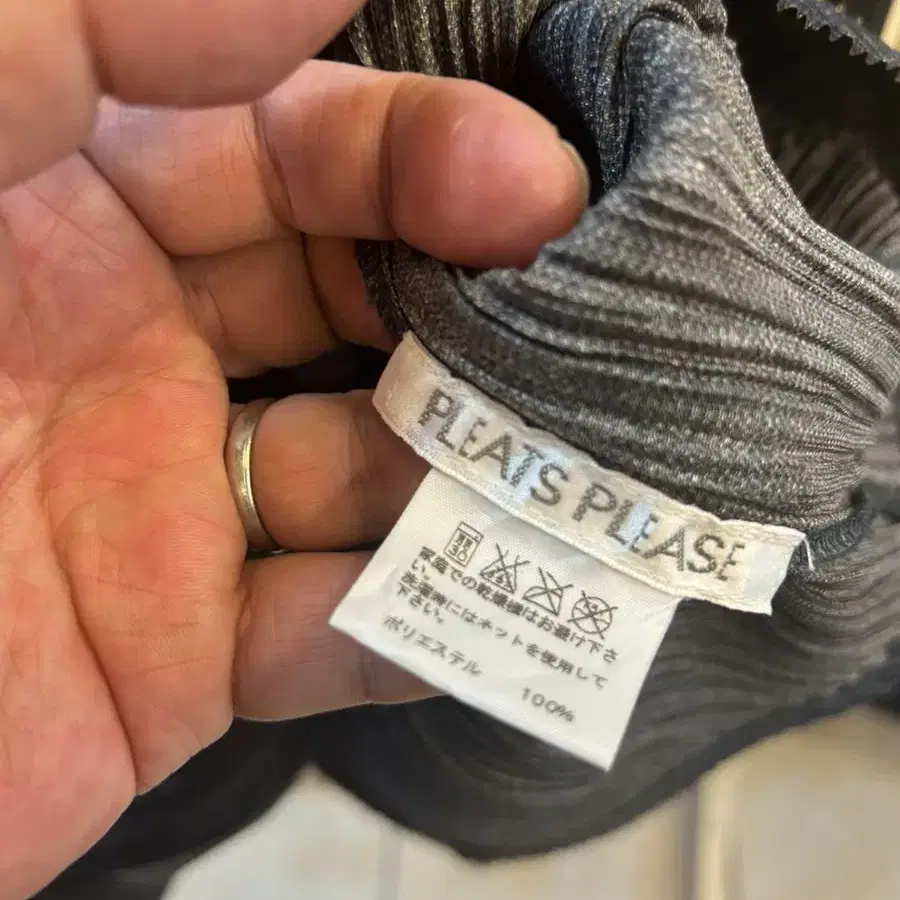 PLEATS PLEASE
家庭での乾燥機はお避け下さ
い。
洗濯時にはネットを使用して
下さい。
ポリエステル
100%